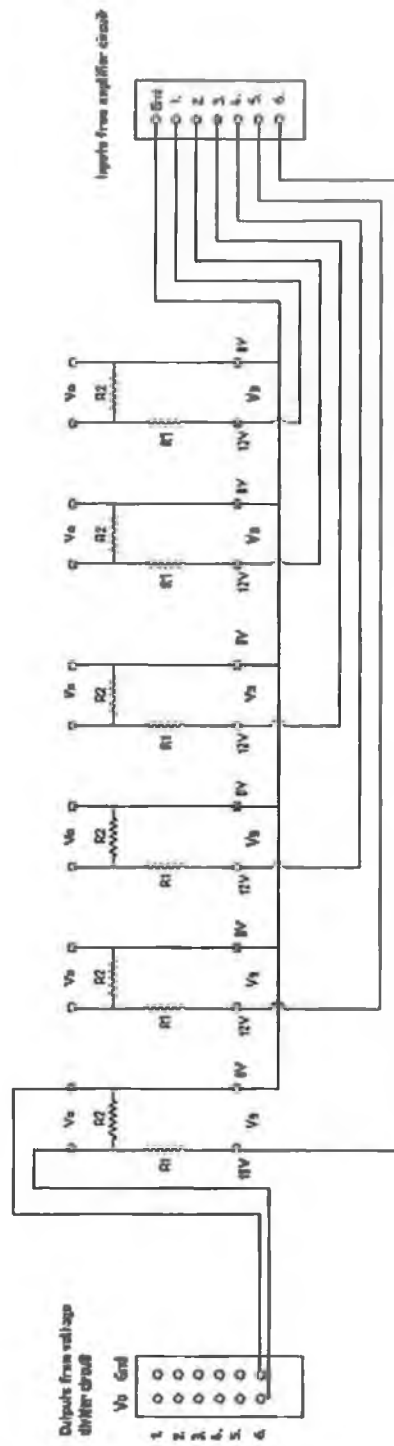 Inputs from amplifier circuit
Gnd
1.
2.
3.
4.
5.
6.
Vo
R2
R1
12V
0V
Vs
Vo
R2
R1
12V
0V
Vs
Vo
R2
R1
12V
0V
Vs
Vo
R2
R1
12V
0V
Vs
Vo
R2
R1
12V
0V
Vs
Vo
R2
R1
0V
Vs
Outputs from voltage
divider circuit
Vo Gnd
1.
2.
3.
4.
5.
6.